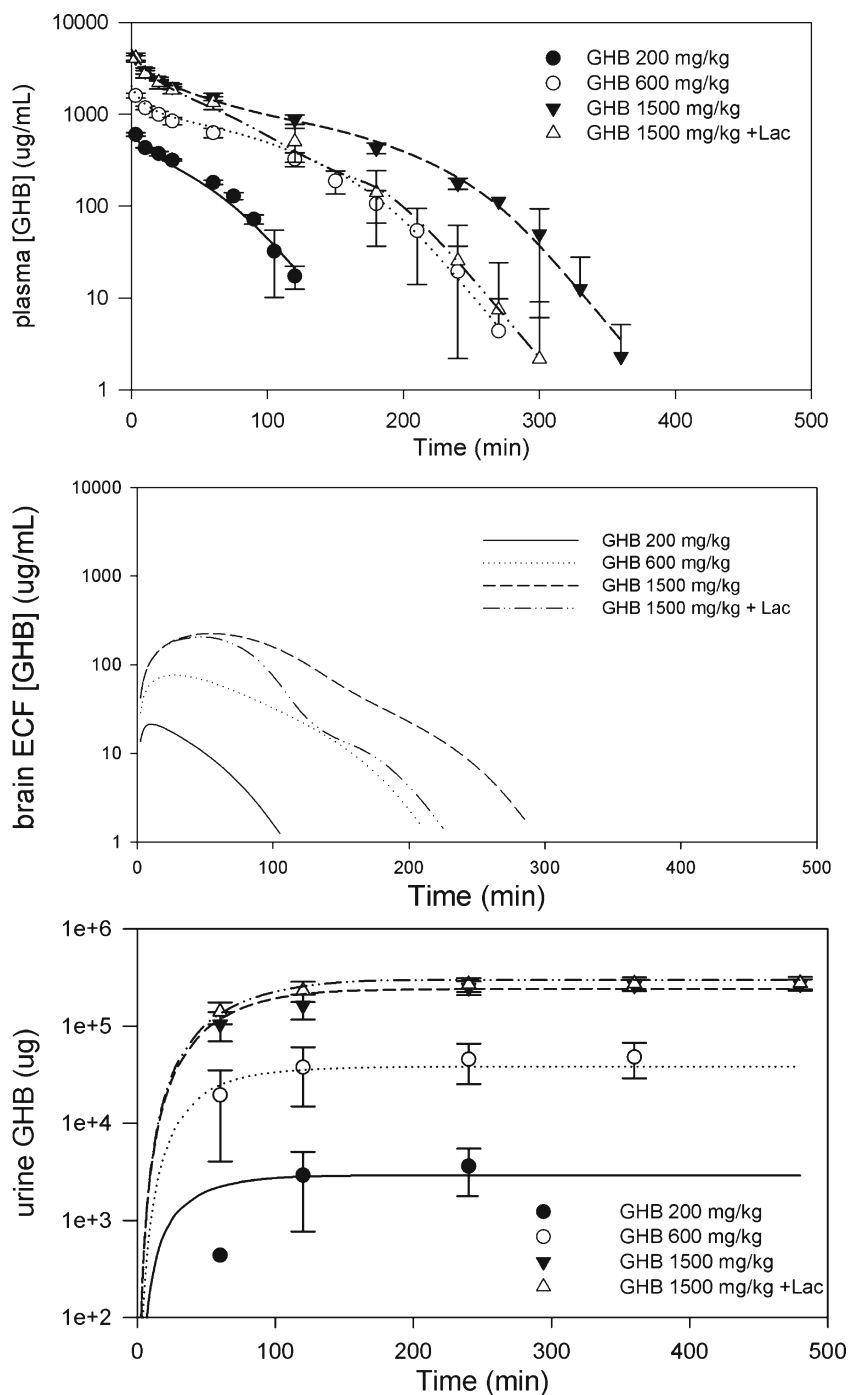 plasma [GHB] (ug/mL)
10000
1000
100
10
1
GHB 200 mg/kg
GHB 600 mg/kg
GHB 1500 mg/kg
GHB 1500 mg/kg +Lac
0 100 200 300 400 500
Time (min)
brain ECF [GHB] (ug/mL)
10000
1000
100
10
1
GHB 200 mg/kg
GHB 600 mg/kg
GHB 1500 mg/kg
GHB 1500 mg/kg + Lac
0 100 200 300 400 500
Time (min)
urine GHB (ug)
1e+6
1e+5
1e+4
1e+3
1e+2
GHB 200 mg/kg
GHB 600 mg/kg
GHB 1500 mg/kg
GHB 1500 mg/kg +Lac
0 100 200 300 400 500
Time (min)